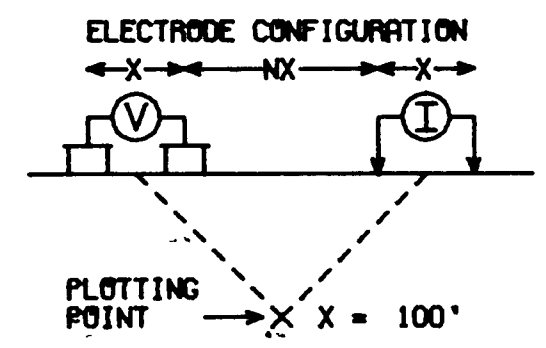 ELECTRODE CONFIGURATION
X NX X
V I
PLOTTING
POINT X X = 100'